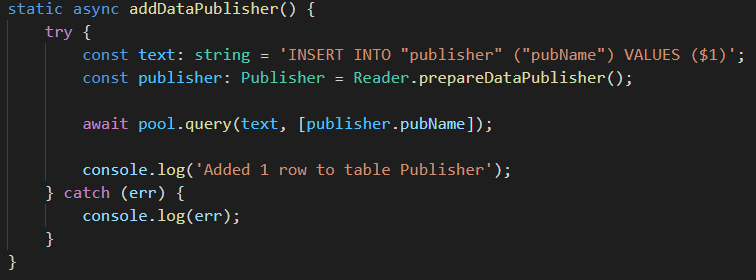 static async addDataPublisher() {
    try {
        const text: string = 'INSERT INTO "publisher" ("pubName") VALUES ($1)';
        const publisher: Publisher = Reader.prepareDataPublisher();

        await pool.query(text, [publisher.pubName]);

        console.log('Added 1 row to table Publisher');
    } catch (err) {
        console.log(err);
    }
}